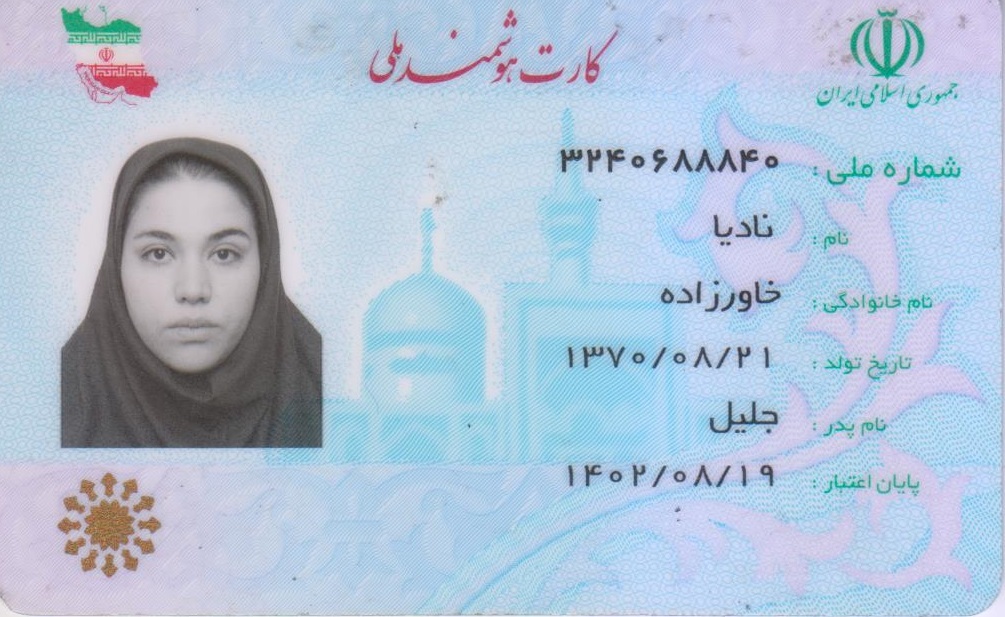 کارت هوشمند ملی
جمهوری اسلامی ایران
شماره ملی : ۳۲۴۰۶۸۸۸۴۰
نام : نادیا
نام خانوادگی : خاورزاده
تاریخ تولد : ۱۳۷۰/۰۸/۲۱
نام پدر : جلیل
پایان اعتبار : ۱۴۰۲/۰۸/۱۹